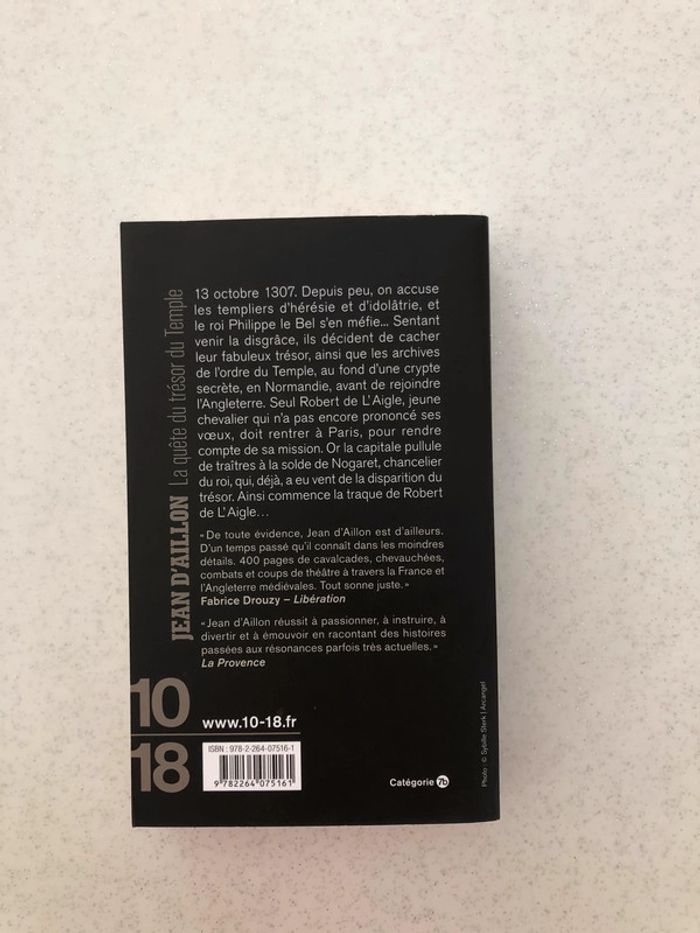 JEAN D'AILLON La quête du trésor du Temple
13 octobre 1307. Depuis peu, on accuse
les templiers d'hérésie et d'idolâtrie, et
le roi Philippe le Bel s'en méfie... Sentant
venir la disgrâce, ils décident de cacher
leur fabuleux trésor, ainsi que les archives
de l'ordre du Temple, au fond d'une crypte
secrète, en Normandie, avant de rejoindre
l'Angleterre. Seul Robert de L'Aigle, jeune
chevalier qui n'a pas encore prononcé ses
vœux, doit rentrer à Paris, pour rendre
compte de sa mission. Or la capitale pullule
de traîtres à la solde de Nogaret, chancelier
du roi, qui, déjà, a eu vent de la disparition du
trésor. Ainsi commence la traque de Robert
de L'Aigle...
« De toute évidence, Jean d'Aillon est d'ailleurs.
D'un temps passé qu'il connaît dans les moindres
détails. 400 pages de cavalcades, chevauchées,
combats et coups de théâtre à travers la France et
l'Angleterre médiévales. Tout sonne juste. »
Fabrice Drouzy – Libération
« Jean d'Aillon réussit à passionner, à instruire, à
divertir et à émouvoir en racontant des histoires
passées aux résonances parfois très actuelles. »
La Provence
10
18
www.10-18.fr
ISBN : 978-2-264-07516-1
9 782264 075161
Catégorie 7b
Photo : © Sybille Sterk | Arcangel